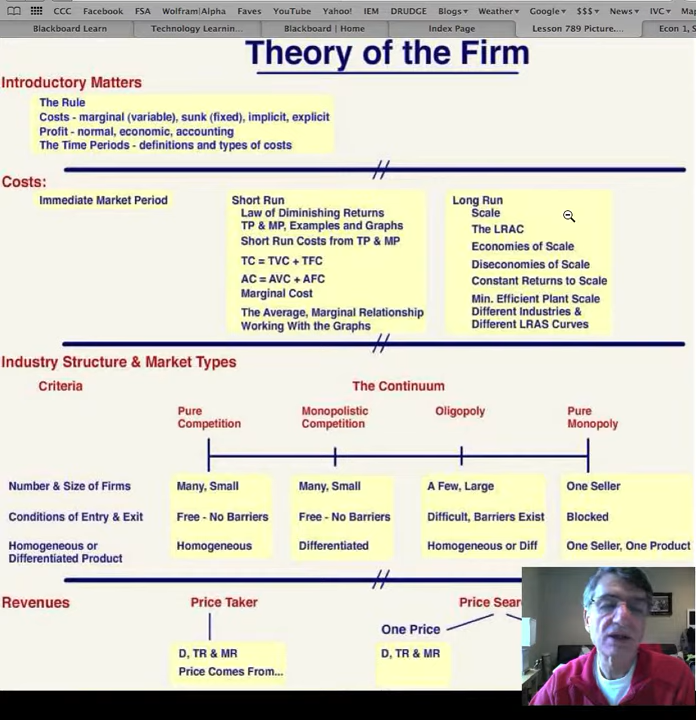 CCC Facebook FSA Wolfram|Alpha Faves YouTube Yahoo! IEM DRUDGE Blogs Weather Google $$$ News IVC Map
Blackboard Learn Technology Learnin... Blackboard | Home Index Page Lesson 789 Picture.... Econ 1, S
Theory of the Firm
Introductory Matters
The Rule
Costs - marginal (variable), sunk (fixed), implicit, explicit
Profit - normal, economic, accounting
The Time Periods - definitions and types of costs
Costs:
Immediate Market Period
Short Run
Law of Diminishing Returns
TP & MP, Examples and Graphs
Short Run Costs from TP & MP
TC = TVC + TFC
AC = AVC + AFC
Marginal Cost
The Average, Marginal Relationship
Working With the Graphs
Long Run
Scale
The LRAC
Economies of Scale
Diseconomies of Scale
Constant Returns to Scale
Min. Efficient Plant Scale
Different Industries &
Different LRAS Curves
Industry Structure & Market Types
Criteria The Continuum
Pure
Competition
Monopolistic
Competition
Oligopoly
Pure
Monopoly
Number & Size of Firms Many, Small Many, Small A Few, Large One Seller
Conditions of Entry & Exit Free - No Barriers Free - No Barriers Difficult, Barriers Exist Blocked
Homogeneous or
Differentiated Product
Homogeneous Differentiated Homogeneous or Diff One Seller, One Product
Revenues Price Taker Price Sear
One Price
D, TR & MR D, TR & MR
Price Comes From...